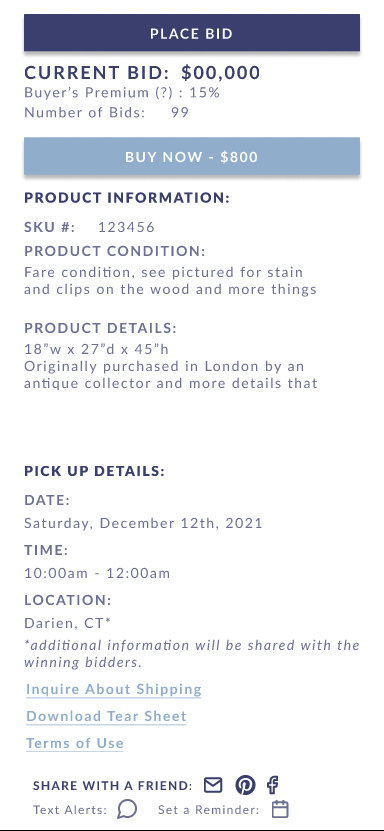 PLACE BID
CURRENT BID: $00,000
Buyer's Premium (?) : 15%
Number of Bids: 99
BUY NOW - $800
PRODUCT INFORMATION:
SKU #: 123456
PRODUCT CONDITION:
Fare condition, see pictured for stain
and clips on the wood and more things
PRODUCT DETAILS:
18”w x 27”d x 45”h
Originally purchased in London by an
antique collector and more details that
PICK UP DETAILS:
DATE:
Saturday, December 12th, 2021
TIME:
10:00am - 12:00am
LOCATION:
Darien, CT*
*additional information will be shared with the
winning bidders.
Inquire About Shipping
Download Tear Sheet
Terms of Use
SHARE WITH A FRIEND:
Text Alerts: Set a Reminder: